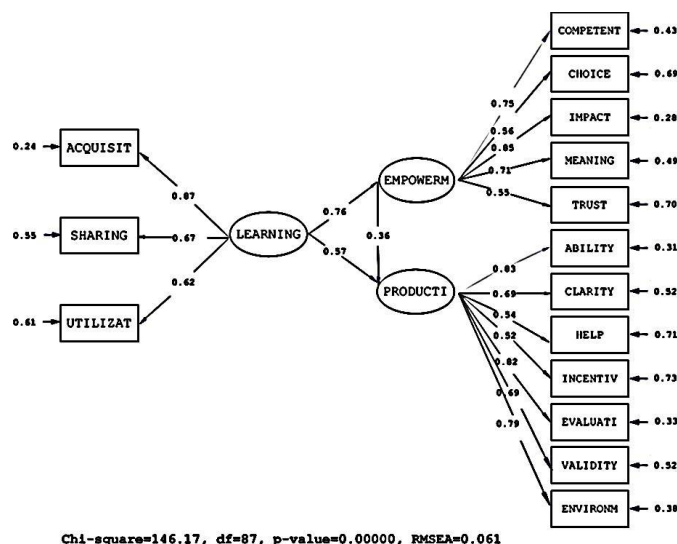 COMPETENT 0.43
CHOICE 0.69
0.75
0.56
IMPACT 0.28
0.85
0.24 ACQUISIT
MEANING 0.49
0.71
EMPOWERM
0.87
0.55
TRUST 0.70
0.76
0.55 SHARING 0.67 LEARNING 0.36
ABILITY 0.31
0.57
0.83
PRODUCTI
0.69
CLARITY 0.52
0.62
0.54
0.61 UTILIZAT
HELP 0.71
0.52
0.82
INCENTIV 0.73
0.69
0.79
EVALUATI 0.33
VALIDITY 0.52
ENVIRONM 0.38
Chi-square=146.17, df=87, p-value=0.00000, RMSEA=0.061